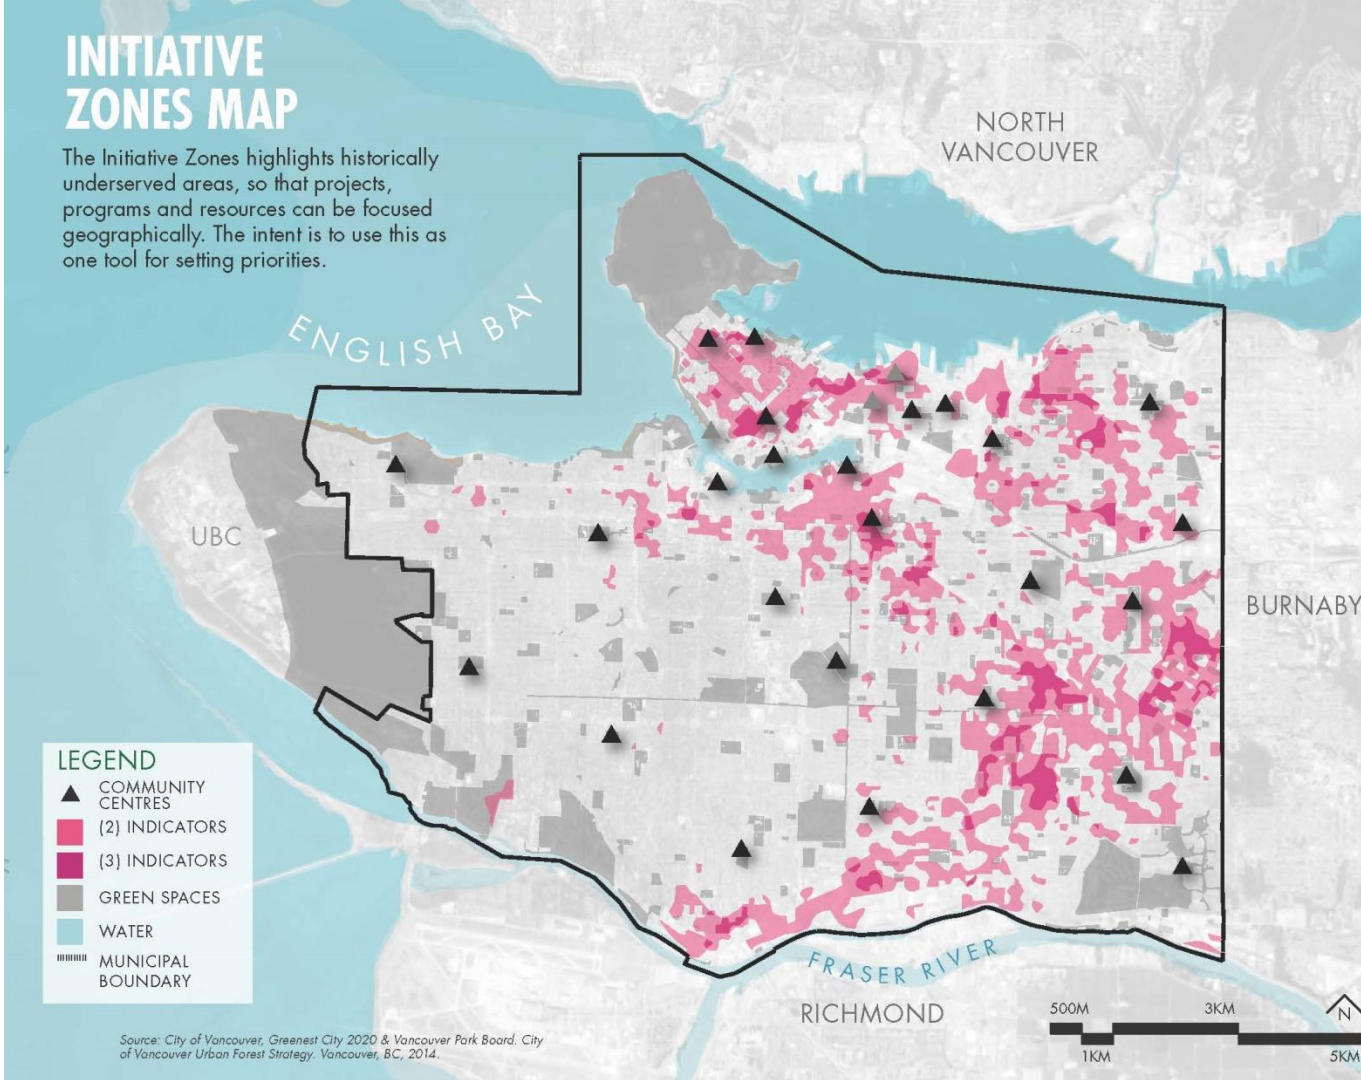 INITIATIVE
ZONES MAP
The Initiative Zones highlights historically
underserved areas, so that projects,
programs and resources can be focused
geographically. The intent is to use this as
one tool for setting priorities.
NORTH
VANCOUVER
ENGLISH BAY
UBC
BURNABY
LEGEND
COMMUNITY
CENTRES
(2) INDICATORS
(3) INDICATORS
GREEN SPACES
WATER
MUNICIPAL
BOUNDARY
FRASER RIVER
RICHMOND
500M 3KM
1KM 5KM
N
Source: City of Vancouver, Greenest City 2020 & Vancouver Park Board. City
of Vancouver Urban Forest Strategy. Vancouver, BC, 2014.